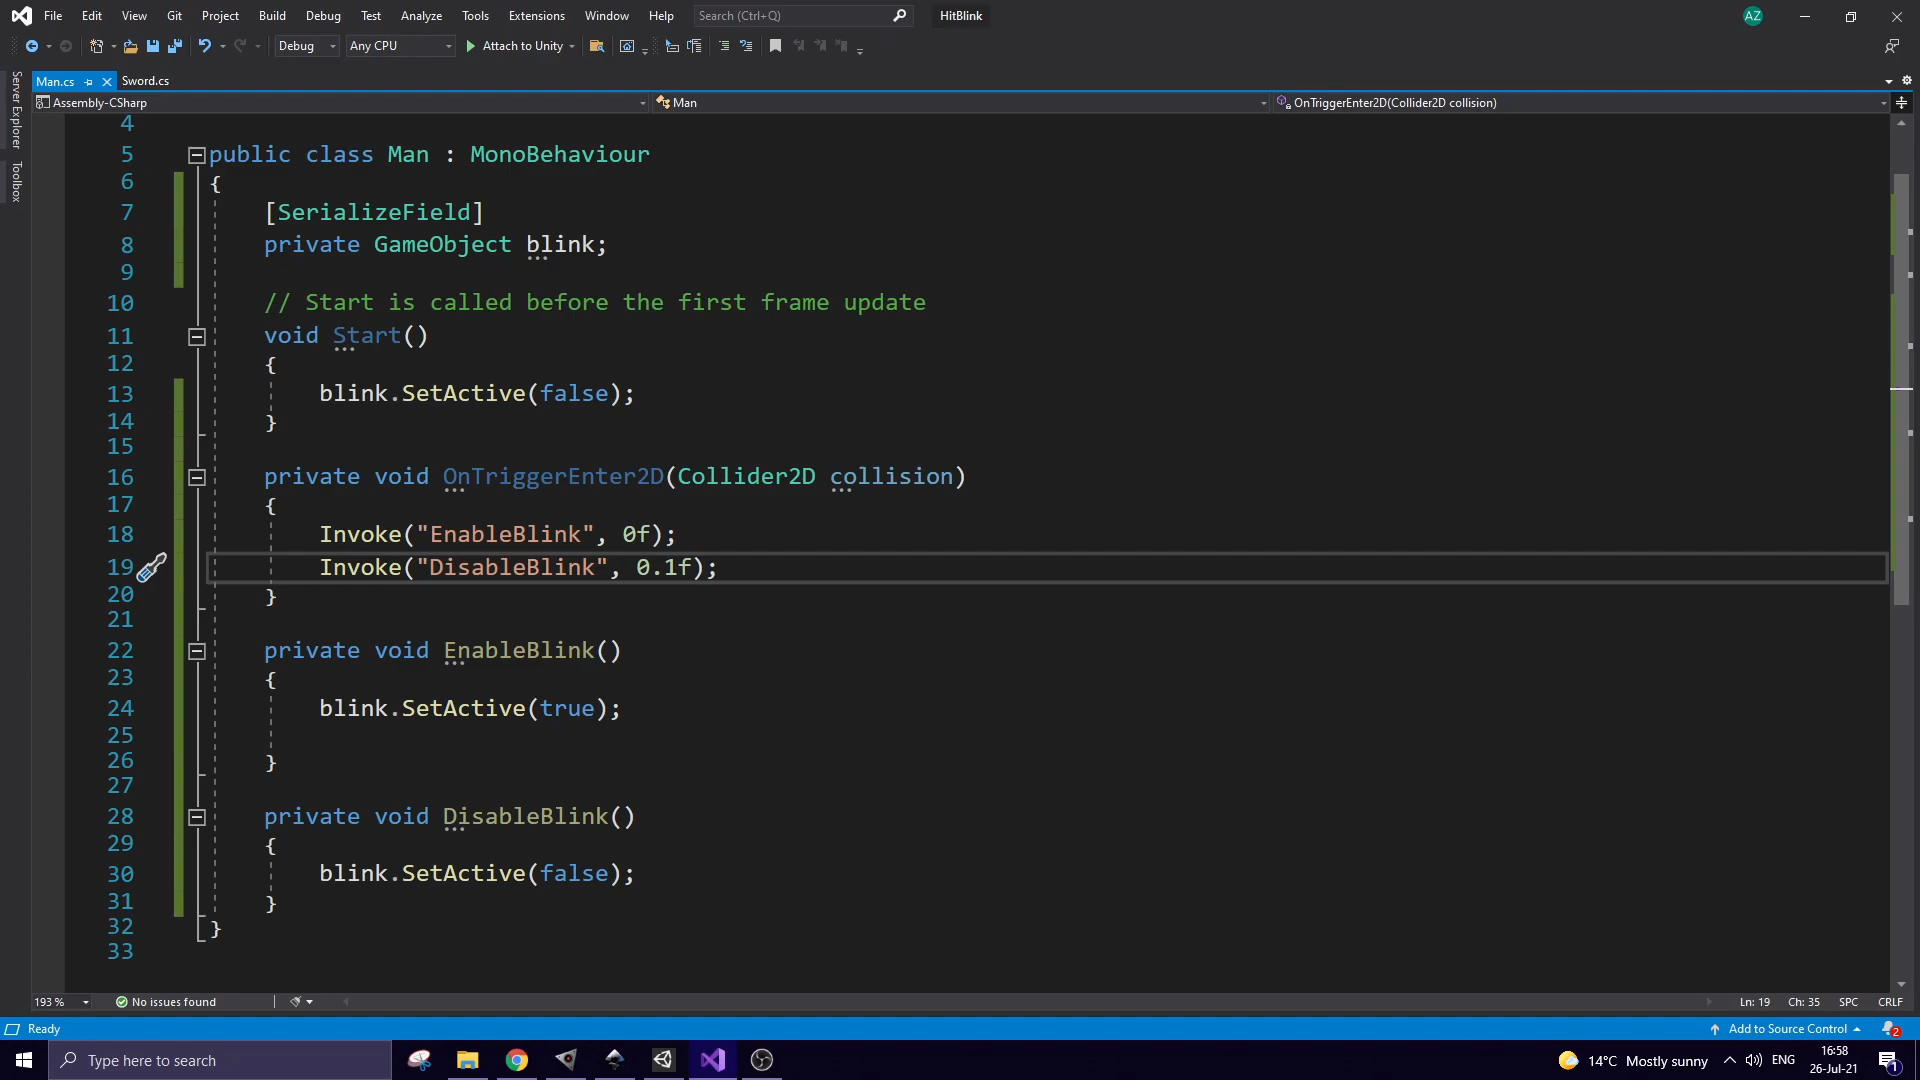 File Edit View Git Project Build Debug Test Analyze Tools Extensions Window Help Search (Ctrl+Q) HitBlink AZ
Debug Any CPU Attach to Unity
Man.cs Sword.cs
Assembly-CSharp Man OnTriggerEnter2D(Collider2D collision)
Server Explorer
Toolbox
4
5 public class Man : MonoBehaviour
6 {
7 [SerializeField]
8 private GameObject blink;
9
10 // Start is called before the first frame update
11 void Start()
12 {
13 blink.SetActive(false);
14 }
15
16 private void OnTriggerEnter2D(Collider2D collision)
17 {
18 Invoke("EnableBlink", 0f);
19 Invoke("DisableBlink", 0.1f);
20 }
21
22 private void EnableBlink()
23 {
24 blink.SetActive(true);
25
26 }
27
28 private void DisableBlink()
29 {
30 blink.SetActive(false);
31 }
32 }
33
193 % No issues found Ln: 19 Ch: 35 SPC CRLF
Ready Add to Source Control 2
Type here to search 14°C Mostly sunny ENG 16:58
26-Jul-21 1